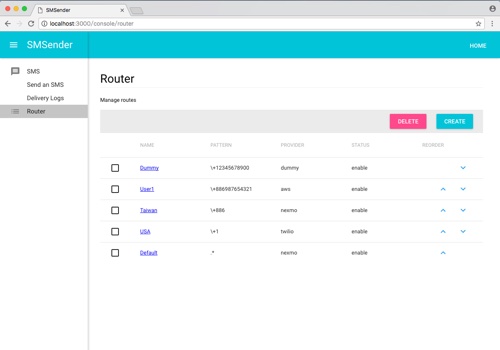 SMSender
localhost:3000/console/router
SMSender
HOME
SMS
Send an SMS
Delivery Logs
Router
Router
Manage routes
DELETE
CREATE
NAME PATTERN PROVIDER STATUS REORDER
Dummy \+12345678900 dummy enable
User1 \+886987654321 aws enable
Taiwan \+886 nexmo enable
USA \+1 twilio enable
Default .* nexmo enable